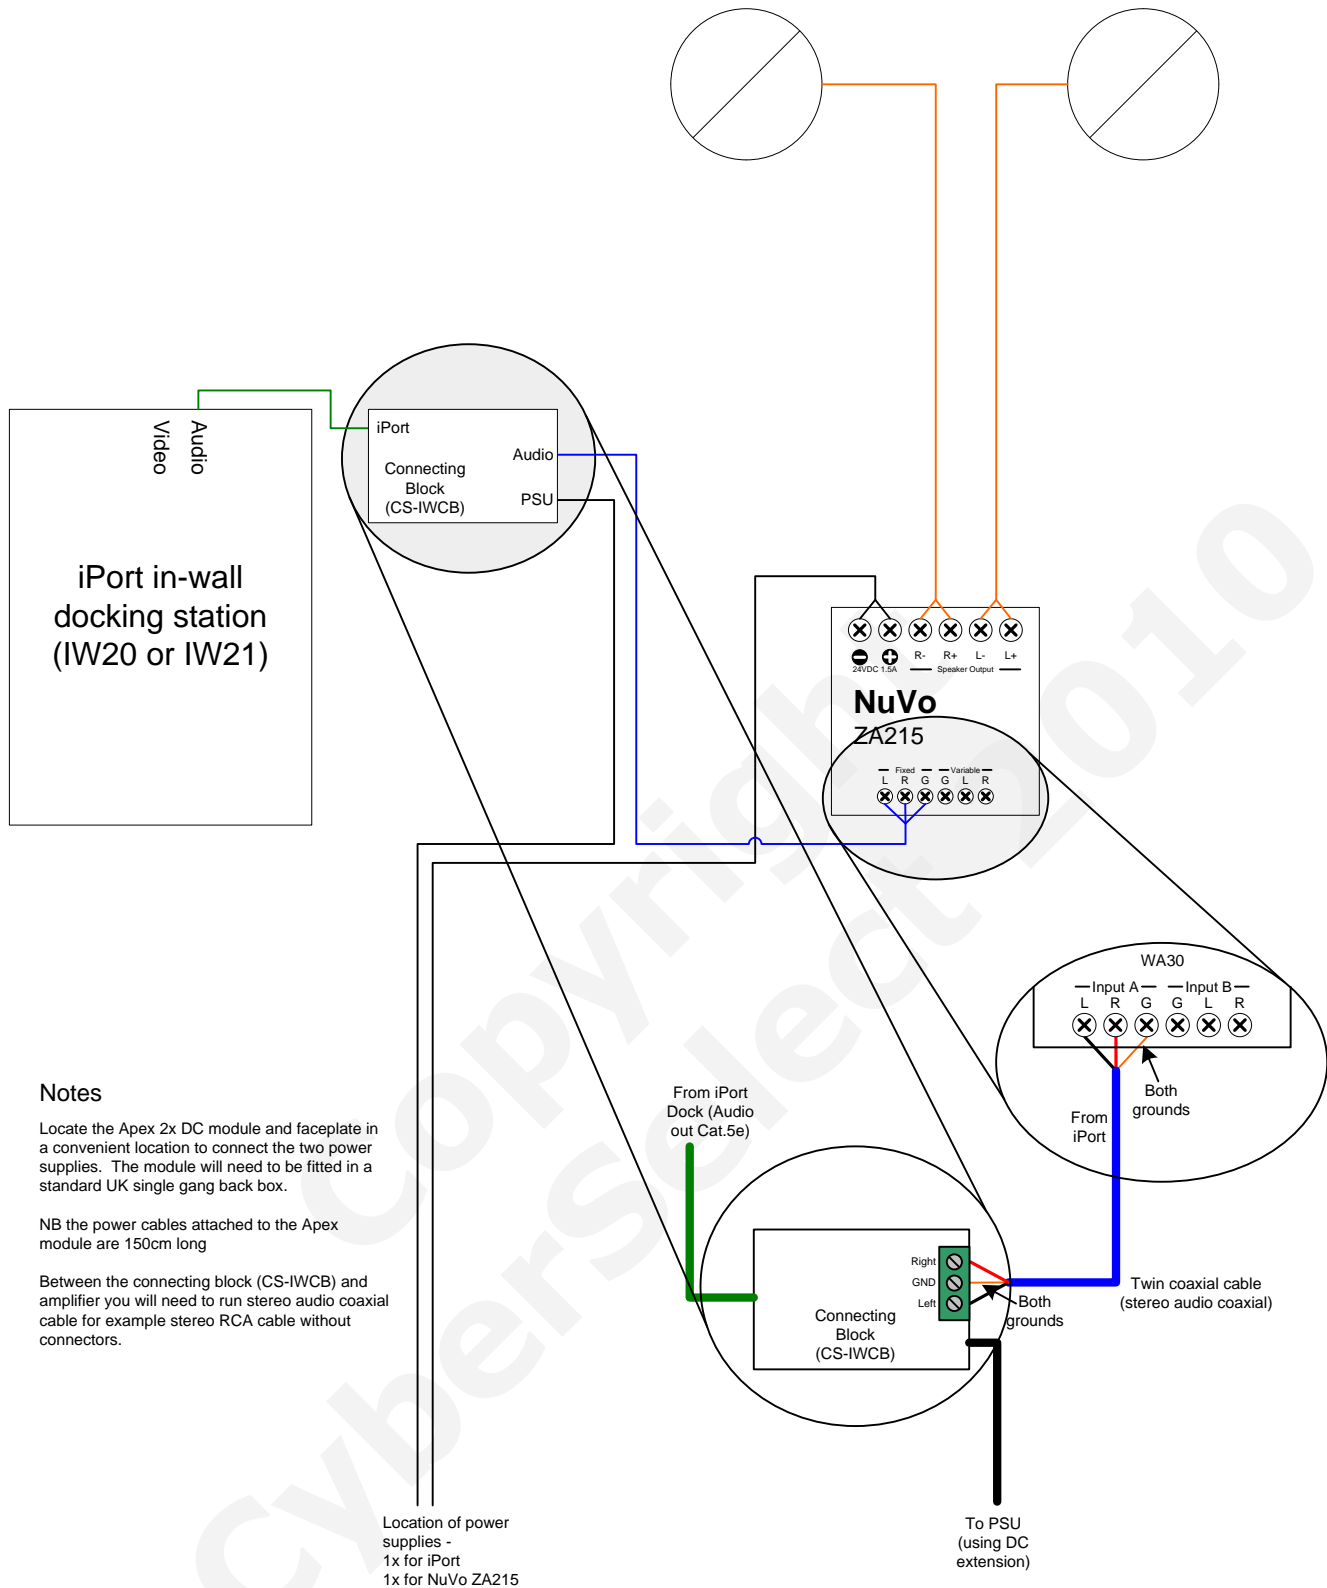 Audio
Video
iPort in-wall
docking station
(IW20 or IW21)
iPort
Audio
Connecting
Block
(CS-IWCB)
PSU
R- R+ L- L+
24VDC 1.5A
Speaker Output
NuVo
ZA215
Fixed Variable
L R G G L R
WA30
Input A Input B
L R G G L R
Both
grounds
From
iPort
Notes
Locate the Apex 2x DC module and faceplate in
a convenient location to connect the two power
supplies. The module will need to be fitted in a
standard UK single gang back box.
NB the power cables attached to the Apex
module are 150cm long
Between the connecting block (CS-IWCB) and
amplifier you will need to run stereo audio coaxial
cable for example stereo RCA cable without
connectors.
From iPort
Dock (Audio
out Cat.5e)
Right
GND
Left
Connecting
Block
(CS-IWCB)
Both
grounds
Twin coaxial cable
(stereo audio coaxial)
Location of power
supplies -
1x for iPort
1x for NuVo ZA215
To PSU
(using DC
extension)
Copyright
CyberSelect 2010